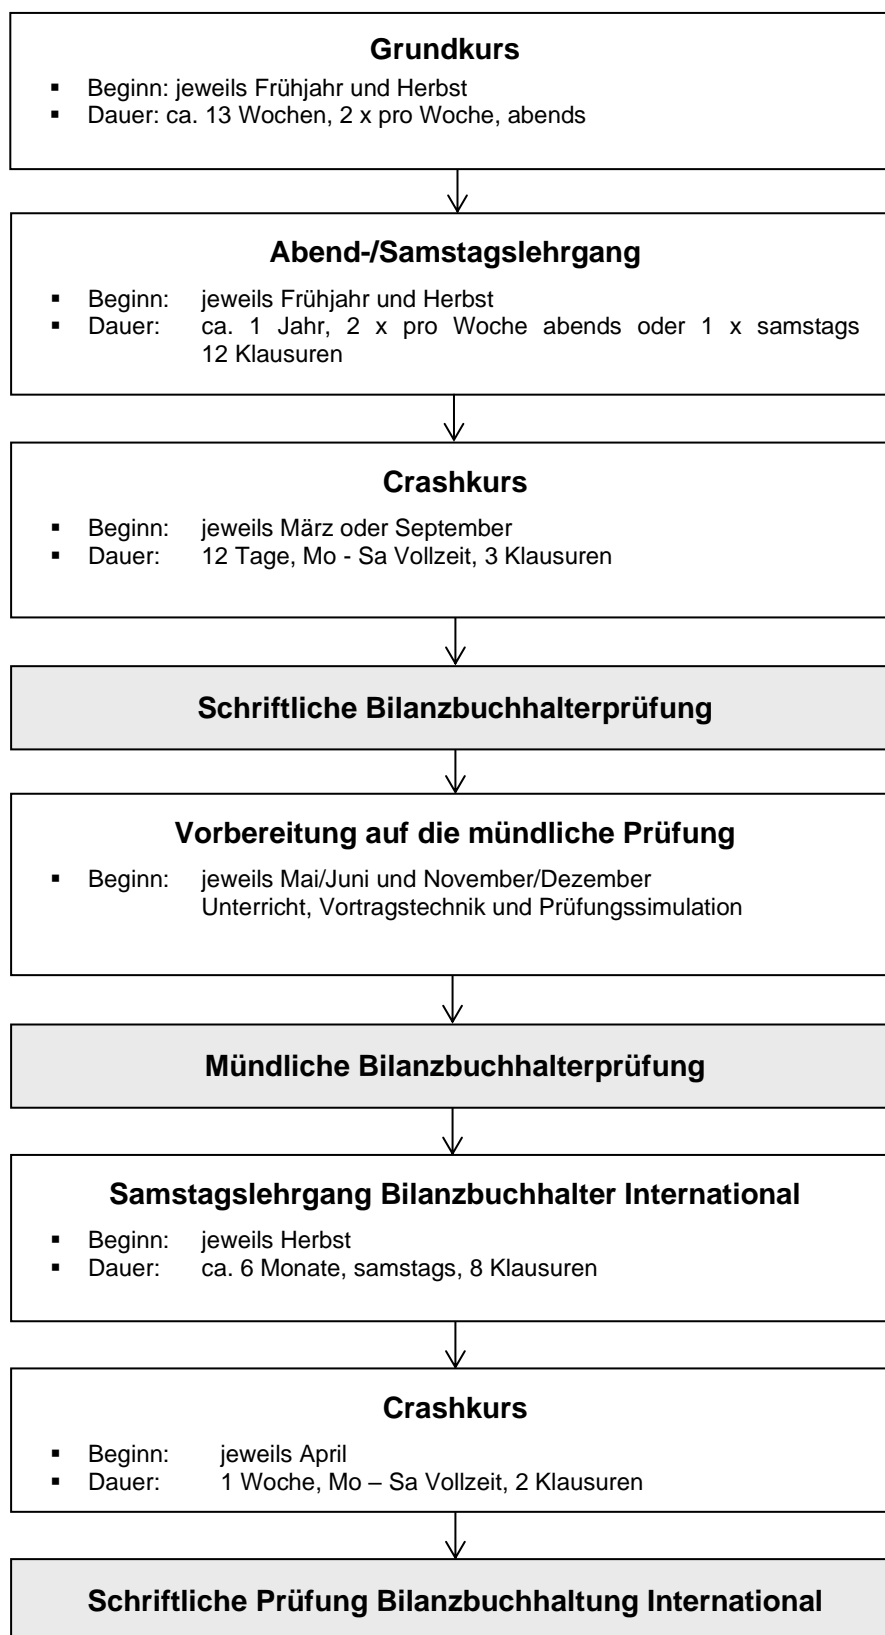 Grundkurs
▪ Beginn: jeweils Frühjahr und Herbst
▪ Dauer: ca. 13 Wochen, 2 x pro Woche, abends
Abend-/Samstagslehrgang
▪ Beginn: jeweils Frühjahr und Herbst
▪ Dauer: ca. 1 Jahr, 2 x pro Woche abends oder 1 x samstags
12 Klausuren
Crashkurs
▪ Beginn: jeweils März oder September
▪ Dauer: 12 Tage, Mo - Sa Vollzeit, 3 Klausuren
Schriftliche Bilanzbuchhalterprüfung
Vorbereitung auf die mündliche Prüfung
▪ Beginn: jeweils Mai/Juni und November/Dezember
Unterricht, Vortragstechnik und Prüfungssimulation
Mündliche Bilanzbuchhalterprüfung
Samstagslehrgang Bilanzbuchhalter International
▪ Beginn: jeweils Herbst
▪ Dauer: ca. 6 Monate, samstags, 8 Klausuren
Crashkurs
▪ Beginn: jeweils April
▪ Dauer: 1 Woche, Mo – Sa Vollzeit, 2 Klausuren
Schriftliche Prüfung Bilanzbuchhaltung International